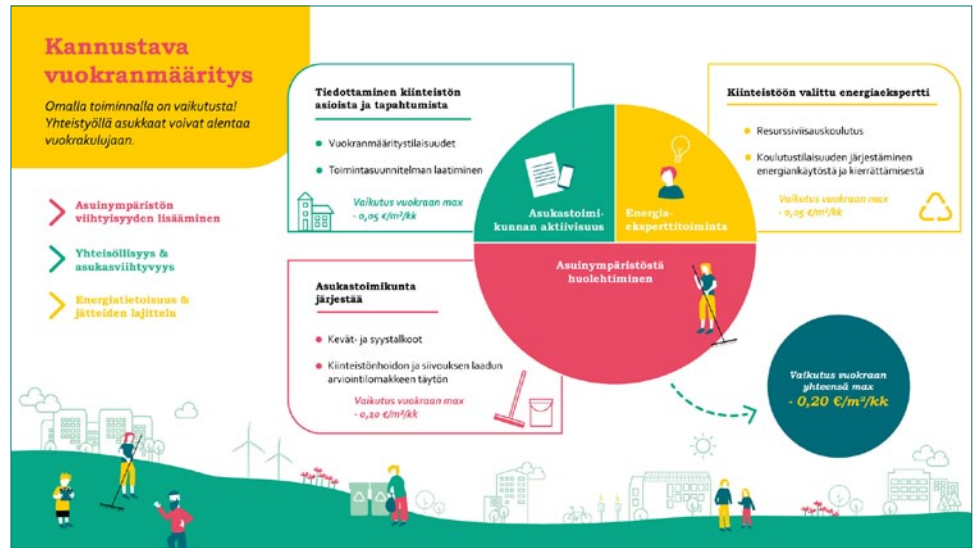 Kannustava
vuokranmääritys
Omalla toiminnalla on vaikutusta!
Yhteistyöllä asukkaat voivat alentaa
vuokrakulujaan.
Asuinympäristön
viihtyisyyden lisääminen
Yhteisöllisyys &
asukasviihtyvyys
Energiatietoisuus &
jätteiden lajittelu
Tiedottaminen kiinteistön
asioista ja tapahtumista
Vuokranmääritystilaisuudet
Toimintasuunnitelman laatiminen
Vaikutus vuokraan max
- 0,05 €/m²/kk
Asukastoimi-
kunnan aktiivisuus
Energia-
eksperttitoiminta
Asuinympäristöstä
huolehtiminen
Kiinteistöön valittu energiaekspertti
Resurssiviisauskoulutus
Koulutustilaisuuden järjestäminen
energiankäytöstä ja kierrättämisestä
Vaikutus vuokraan max
- 0,05 €/m²/kk
Asukastoimikunta
järjestää
Kevät- ja syystalkoot
Kiinteistönhoidon ja siivouksen laadun
arviointilomakkeen täytön
Vaikutus vuokraan max
- 0,10 €/m²/kk
Vaikutus vuokraan
yhteensä max
- 0,20 €/m²/kk